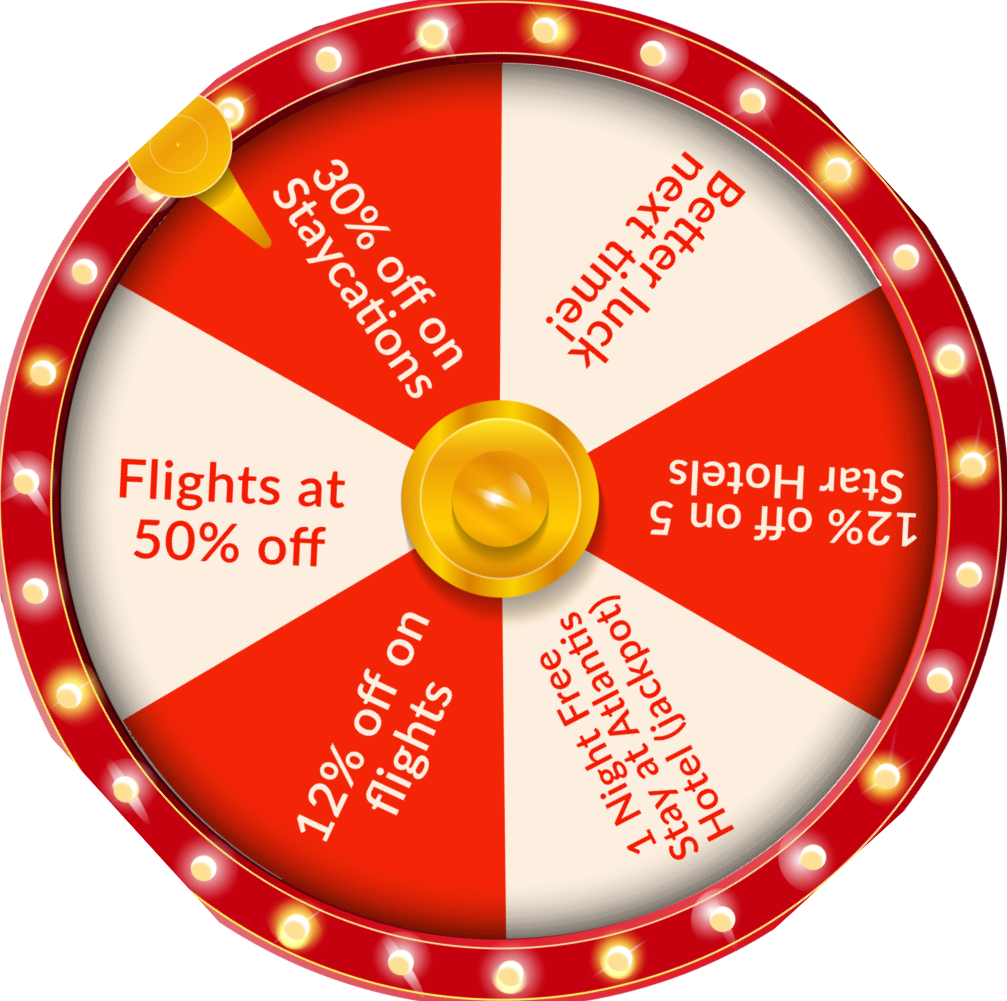 30% off on
Staycations
Better luck
next time!
12% off on 5
Star Hotels
1 Night Free
Stay at Atlantis
Hotel (jackpot)
12% off on
flights
Flights at
50% off